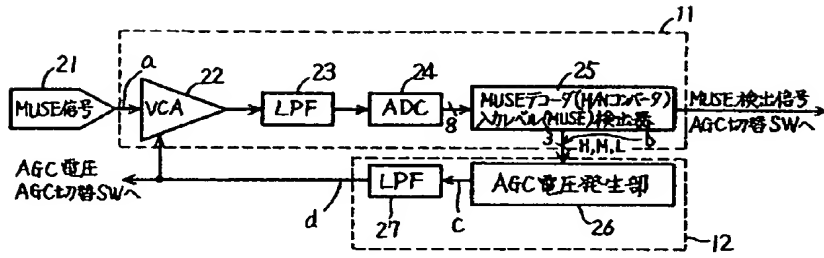 11
21
MUSE信号
a
22
VCA
23
LPF
24
ADC
8
25
MUSEデコーダ(M/Nコンバータ)
入力レベル(MUSE)検出器
MUSE検出信号
AGC切替SWへ
3
H,M,L
b
AGC電圧
AGC切替SWへ
d
LPF
27
c
AGC電圧発生部
26
12